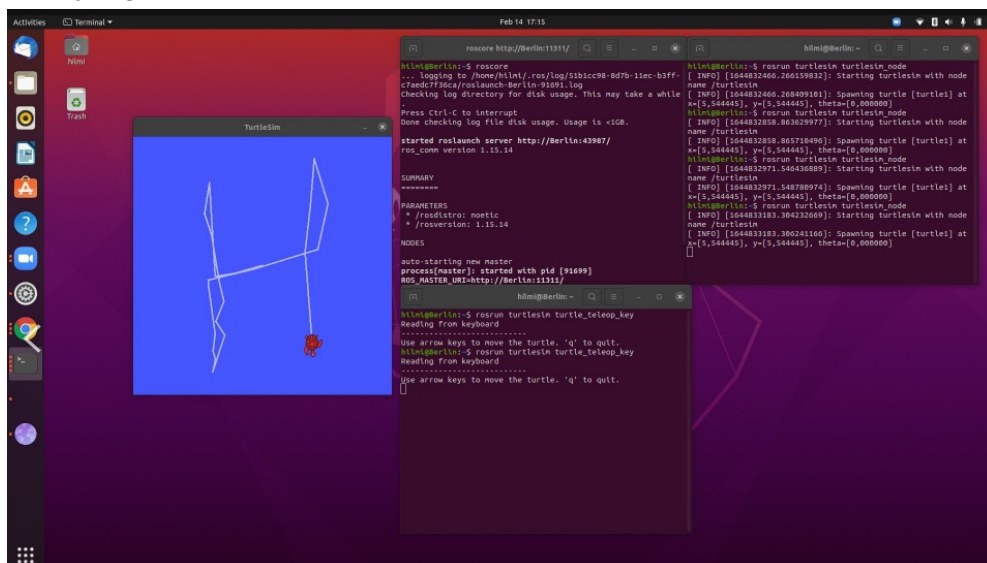 Activities
Terminal
Feb 14 17:15
hilmi
Trash
TurtleSim
roscore http://Berlin:11311/
hilmi@Berlin:~$ roscore
... logging to /home/hilmi/.ros/log/51b1cc98-8d7b-11ec-b3ff-
c7aedc7f36ca/roslaunch-Berlin-91691.log
Checking log directory for disk usage. This may take a while
.
Press Ctrl-C to interrupt
Done checking log file disk usage. Usage is <1GB.
started roslaunch server http://Berlin:43987/
ros_comm version 1.15.14
SUMMARY
========
PARAMETERS
* /rosdistro: noetic
* /rosversion: 1.15.14
NODES
auto-starting new master
process[master]: started with pid [91699]
ROS_MASTER_URI=http://Berlin:11311/
hilmi@Berlin: ~
hilmi@Berlin:~$ rosrun turtlesim turtlesim_node
[ INFO] [1644832466.266159832]: Starting turtlesim with node
name /turtlesim
[ INFO] [1644832466.268409101]: Spawning turtle [turtle1] at
x=[5,544445], y=[5,544445], theta=[0,000000]
hilmi@Berlin:~$ rosrun turtlesim turtlesim_node
[ INFO] [1644832858.863629977]: Starting turtlesim with node
name /turtlesim
[ INFO] [1644832858.865710496]: Spawning turtle [turtle1] at
x=[5,544445], y=[5,544445], theta=[0,000000]
hilmi@Berlin:~$ rosrun turtlesim turtlesim_node
[ INFO] [1644832971.546436889]: Starting turtlesim with node
name /turtlesim
[ INFO] [1644832971.548780974]: Spawning turtle [turtle1] at
x=[5,544445], y=[5,544445], theta=[0,000000]
hilmi@Berlin:~$ rosrun turtlesim turtlesim_node
[ INFO] [1644833183.304232669]: Starting turtlesim with node
name /turtlesim
[ INFO] [1644833183.306241166]: Spawning turtle [turtle1] at
x=[5,544445], y=[5,544445], theta=[0,000000]
hilmi@Berlin: ~
hilmi@Berlin:~$ rosrun turtlesim turtle_teleop_key
Reading from keyboard
---------------------------
Use arrow keys to move the turtle. 'q' to quit.
hilmi@Berlin:~$ rosrun turtlesim turtle_teleop_key
Reading from keyboard
---------------------------
Use arrow keys to move the turtle. 'q' to quit.